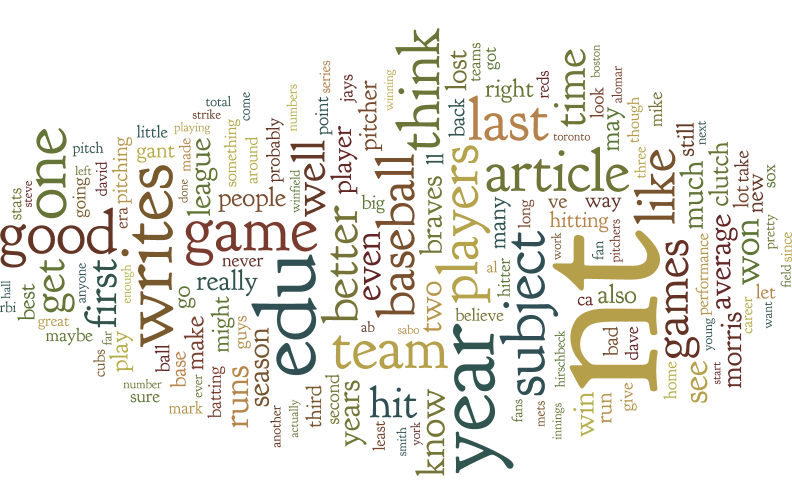 rbi
hall
stats
steve
good
one
get
best
going
great
maybe
pitch
left
anyone
david
first
cubs
far
era
pitching
enough
play
number
sure
little
gant
writes
ball
mark
playing
made
done
go
base
make
ever
batting
strike
total
league
people
game
never
really
might
guys
runs
come
something
around
probably
season
another
numbers
winfield
edu
actually
well
third
point
series
player
better
team
second
years
jays
pitcher
big
even
ab
hit
least
smith
baseball
sabo
york
think
braves
ll
two
know
back
lost
players
believe
year
teams
got
last
right
article
many
al
hitter
long
subject
fans
mets
reds
toronto
time
boston
ve
way
hitting
work
fan
ca
also
hirschbeck
innings
win
nt
look
alomar
may
pitchers
bad
run
dave
give
though
three
mike
like
games
home
still
much
see
next
clutch
performance
average
young
morris
start
lot
take
new
won
career
let
want
sox
pretty
field
since
winning